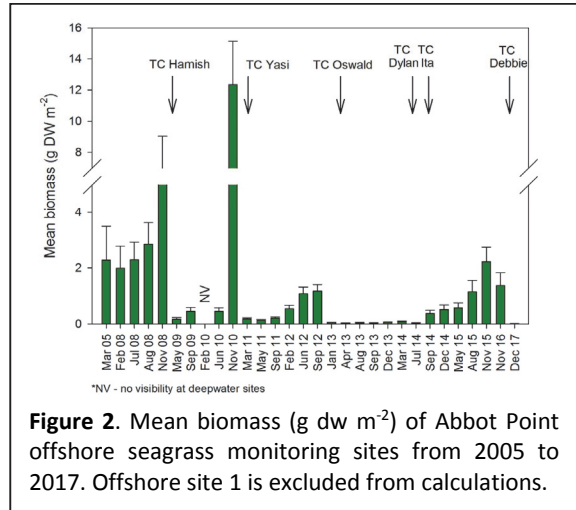 16
14
12
10
8
6
4
2
0
Mean biomass (g DW m⁻²)
TC Hamish
TC Yasi
TC Oswald
TC
Dylan
TC
Ita
TC
Debbie
NV
Mar 05
Feb 08
Jul 08
Aug 08
Nov 08
May 09
Sep 09
Feb 10
Jun 10
Nov 10
Mar 11
May 11
Sep 11
Feb 12
Jun 12
Sep 12
Jan 13
Apr 13
Aug 13
Sep 13
Dec 13
Mar 14
Jul 14
Sep 14
Dec 14
May 15
Aug 15
Nov 15
Nov 16
Dec 17
*NV - no visibility at deepwater sites
Figure 2. Mean biomass (g dw m⁻²) of Abbot Point
offshore seagrass monitoring sites from 2005 to
2017. Offshore site 1 is excluded from calculations.